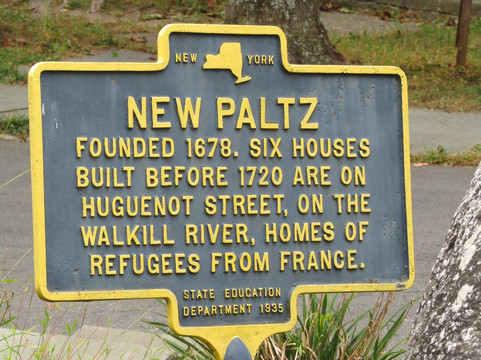 NEW YORK
NEW PALTZ
FOUNDED 1678. SIX HOUSES
BUILT BEFORE 1720 ARE ON
HUGUENOT STREET, ON THE
WALKILL RIVER, HOMES OF
REFUGEES FROM FRANCE.
STATE EDUCATION
DEPARTMENT 1935